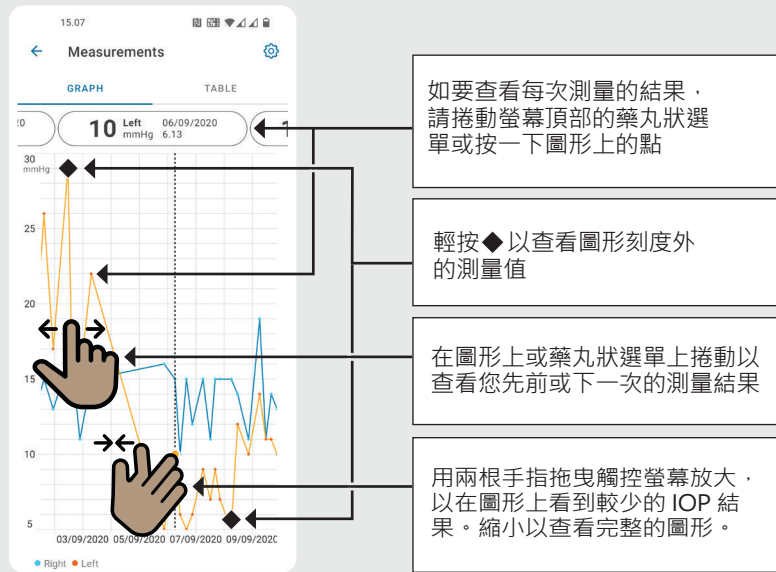 15.07
Measurements
GRAPH
TABLE
20
10 Left 06/09/2020
mmHg 6.13
1
30
mmHg
25
20
15
10
5
03/09/2020 05/09/2020 07/09/2020 09/09/2020
Right Left
如要查看每次測量的結果，
請捲動螢幕頂部的藥丸狀選
單或按一下圖形上的點
輕按◆以查看圖形刻度外
的測量值
在圖形上或藥丸狀選單上捲動以
查看您先前或下一次的測量結果
用兩根手指拖曳觸控螢幕放大，
以在圖形上看到較少的 IOP 結
果。縮小以查看完整的圖形。